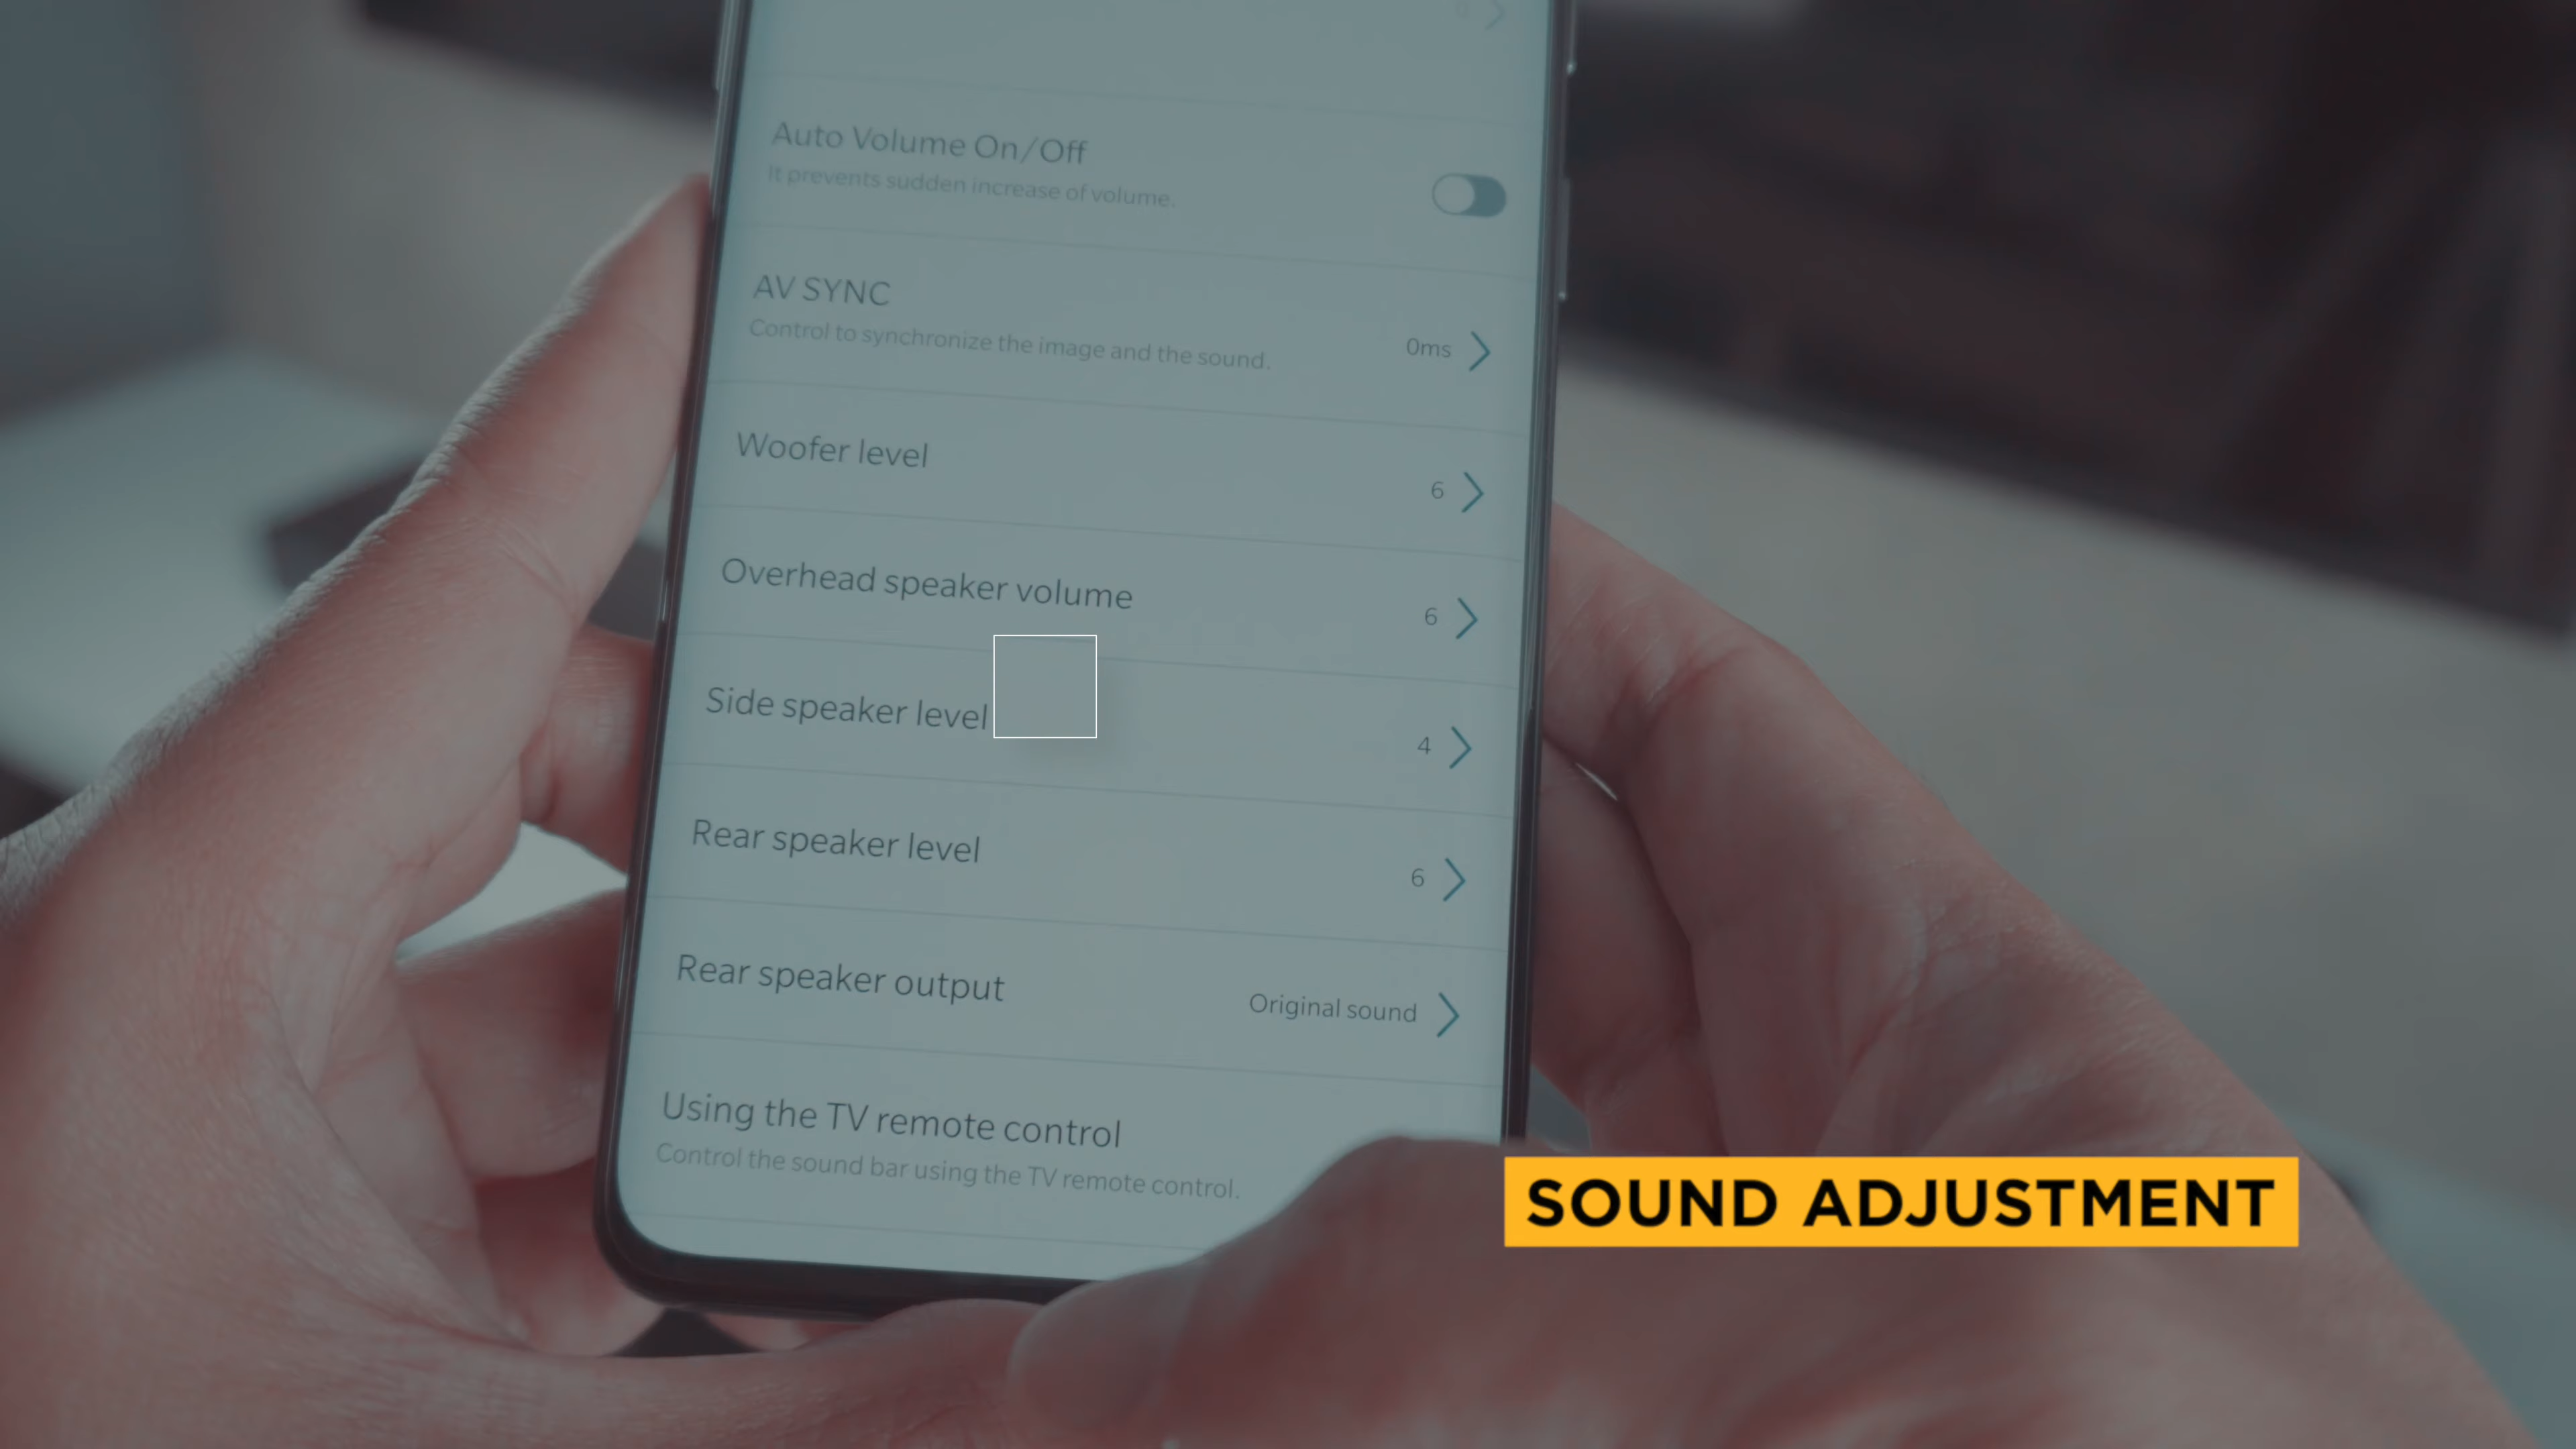 Auto Volume On/Off
It prevents sudden increase of volume.
AV SYNC
Control to synchronize the image and the sound.
0ms
Woofer level
6
Overhead speaker volume
6
Side speaker level
4
Rear speaker level
6
Rear speaker output
Original sound
Using the TV remote control
Control the sound bar using the TV remote control.
SOUND ADJUSTMENT